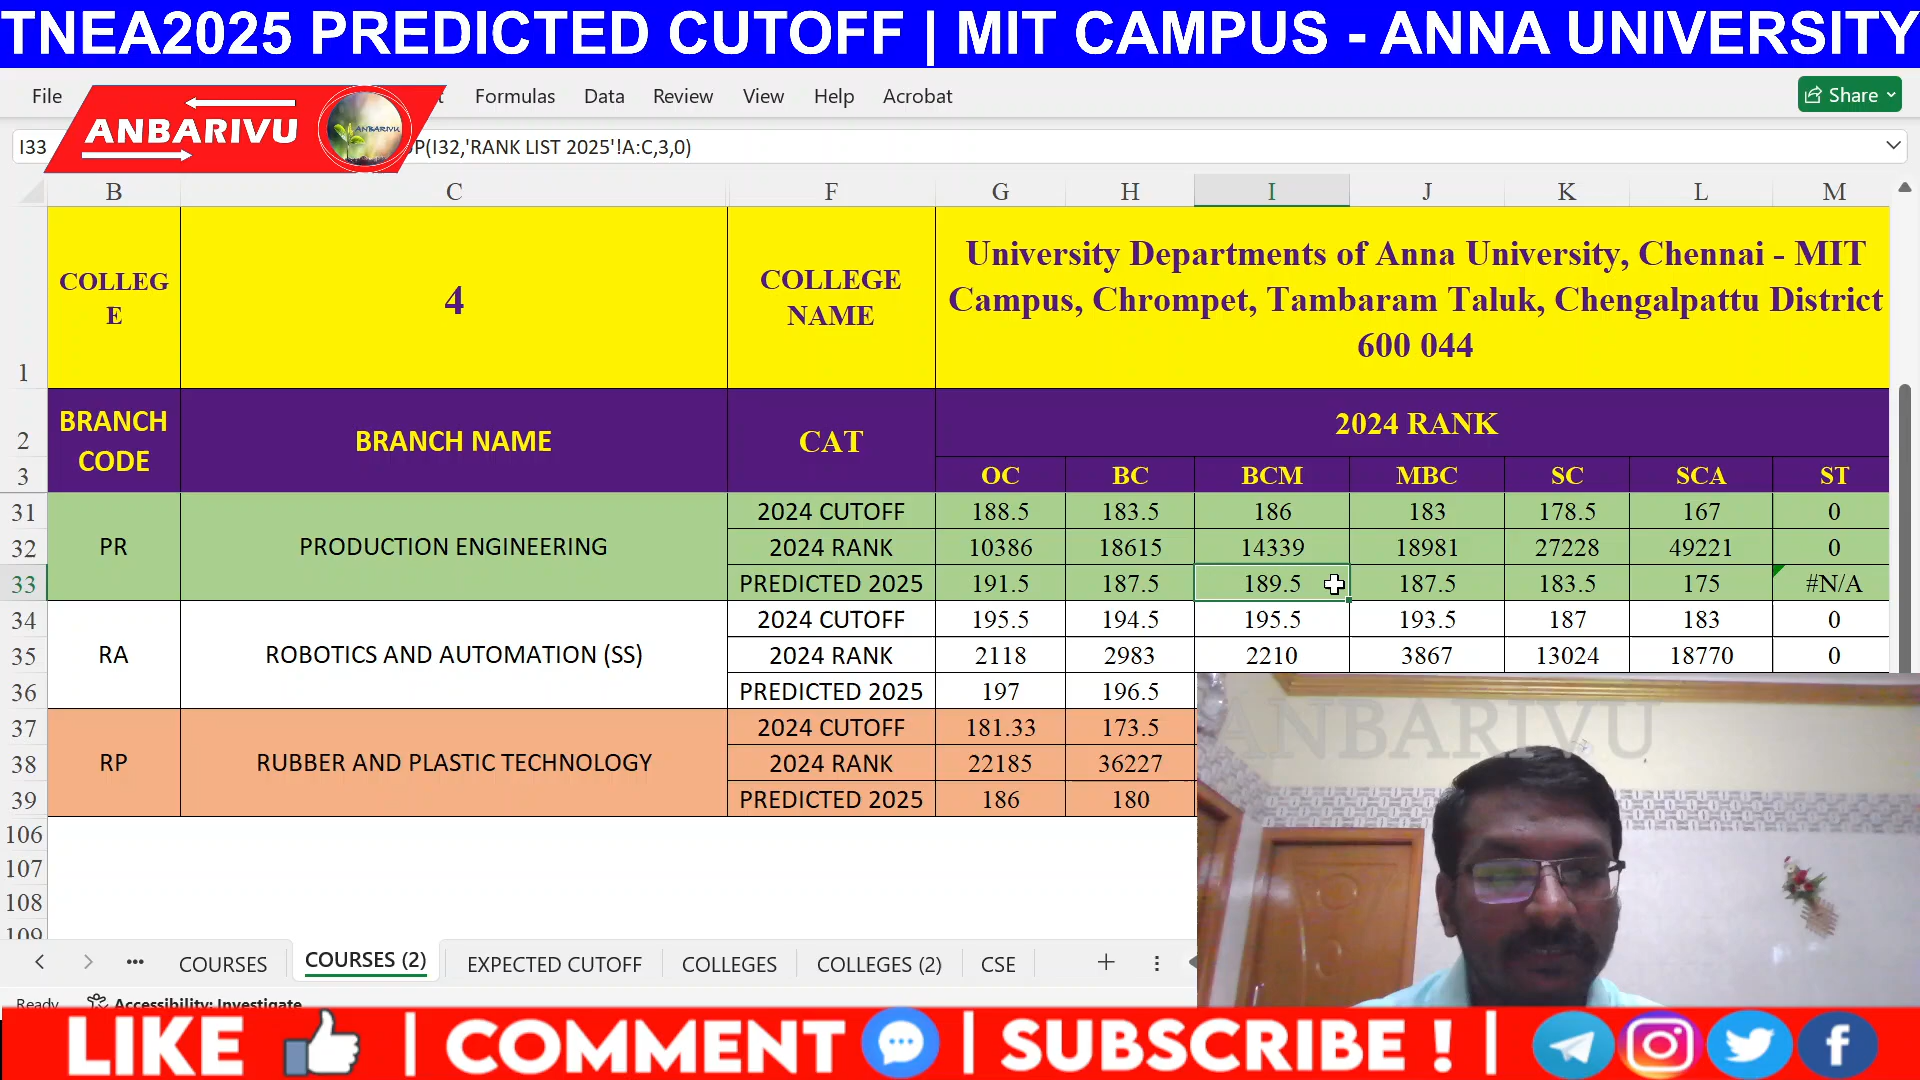 TNEA2025 PREDICTED CUTOFF | MIT CAMPUS - ANNA UNIVERSITY
File Formulas Data Review View Help Acrobat Share
ANBARIVU
ANBARIVU
I33 P(I32,'RANK LIST 2025'!A:C,3,0)
B C F G H I J K L M
1 COLLEG
E
4
COLLEGE
NAME
University Departments of Anna University, Chennai - MIT
Campus, Chrompet, Tambaram Taluk, Chengalpattu District
600 044
2 BRANCH
CODE
BRANCH NAME
CAT
2024 RANK
3 OC BC BCM MBC SC SCA ST
31 2024 CUTOFF 188.5 183.5 186 183 178.5 167 0
32 PR PRODUCTION ENGINEERING 2024 RANK 10386 18615 14339 18981 27228 49221 0
33 PREDICTED 2025 191.5 187.5 189.5 187.5 183.5 175 #N/A
34 2024 CUTOFF 195.5 194.5 195.5 193.5 187 183 0
35 RA ROBOTICS AND AUTOMATION (SS) 2024 RANK 2118 2983 2210 3867 13024 18770 0
36 PREDICTED 2025 197 196.5
37 2024 CUTOFF 181.33 173.5
38 RP RUBBER AND PLASTIC TECHNOLOGY 2024 RANK 22185 36227
39 PREDICTED 2025 186 180
ANBARIVU
106
107
108
109
COURSES COURSES (2) EXPECTED CUTOFF COLLEGES COLLEGES (2) CSE
Ready Accessibility: Investigate
LIKE | COMMENT | SUBSCRIBE ! |